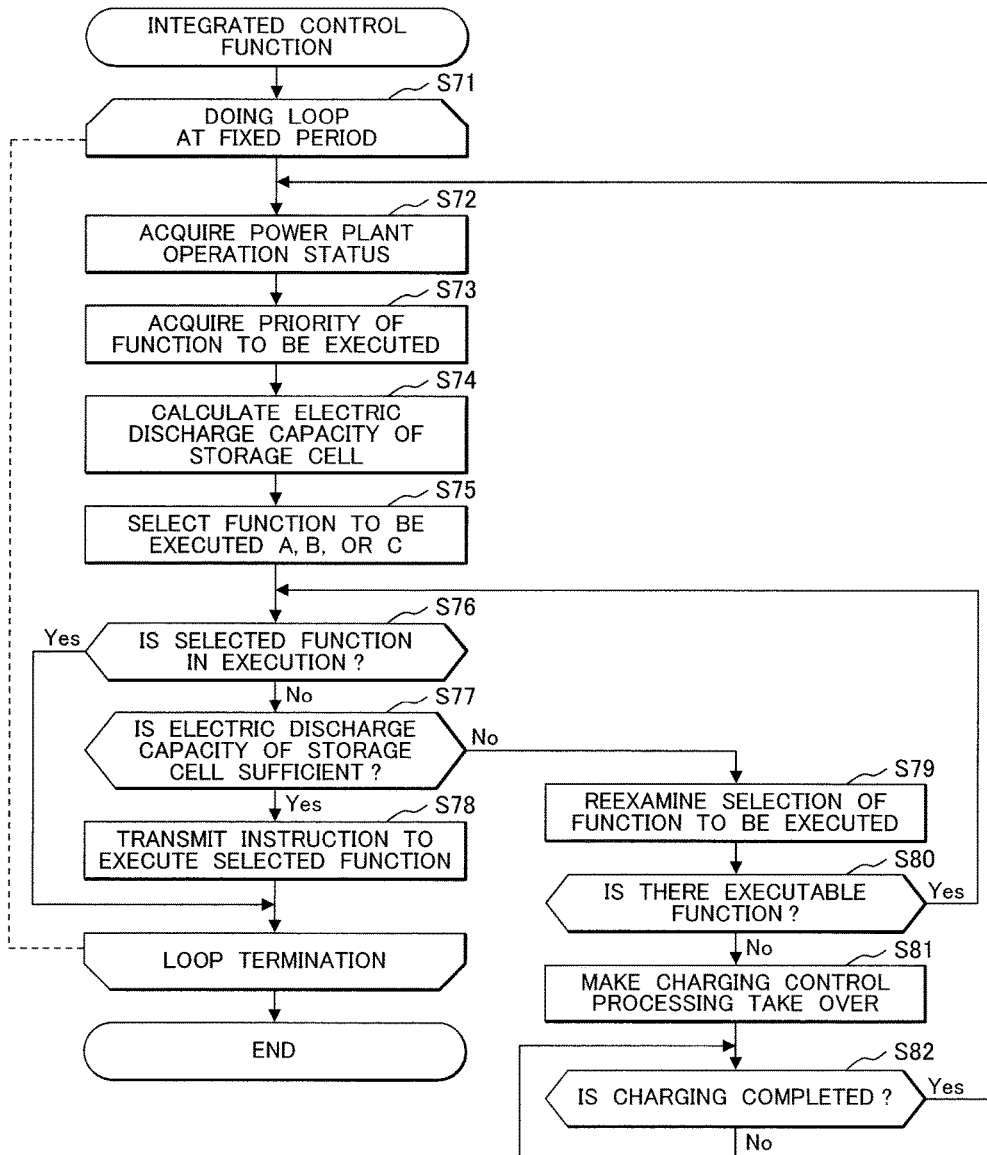 INTEGRATED CONTROL
FUNCTION
S71
DOING LOOP
AT FIXED PERIOD
S72
ACQUIRE POWER PLANT
OPERATION STATUS
S73
ACQUIRE PRIORITY OF
FUNCTION TO BE EXECUTED
S74
CALCULATE ELECTRIC
DISCHARGE CAPACITY OF
STORAGE CELL
S75
SELECT FUNCTION TO BE
EXECUTED A, B, OR C
S76
Yes
IS SELECTED FUNCTION
IN EXECUTION ?
No
S77
IS ELECTRIC DISCHARGE
CAPACITY OF STORAGE
CELL SUFFICIENT ?
No
Yes
S78
TRANSMIT INSTRUCTION TO
EXECUTE SELECTED FUNCTION
LOOP TERMINATION
END
S79
REEXAMINE SELECTION OF
FUNCTION TO BE EXECUTED
S80
IS THERE EXECUTABLE
FUNCTION ?
Yes
No
S81
MAKE CHARGING CONTROL
PROCESSING TAKE OVER
S82
IS CHARGING COMPLETED ?
Yes
No